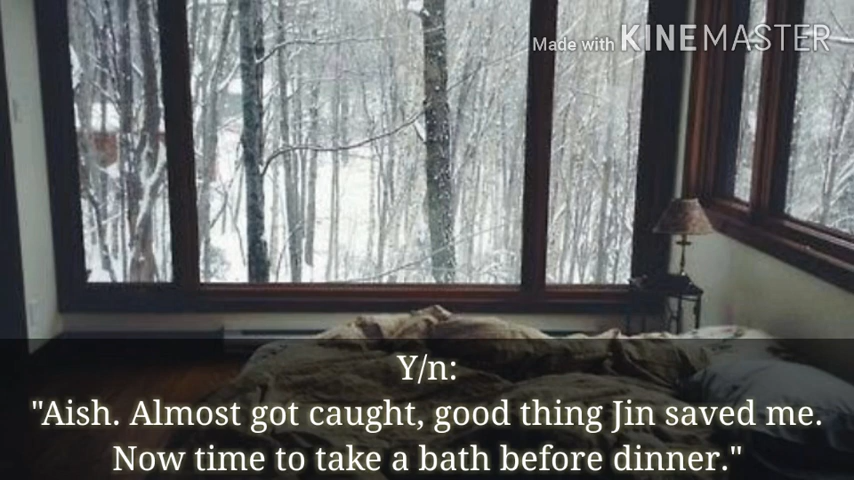 Made with KINEMASTER
Y/n:
"Aish. Almost got caught, good thing Jin saved me.
Now time to take a bath before dinner."